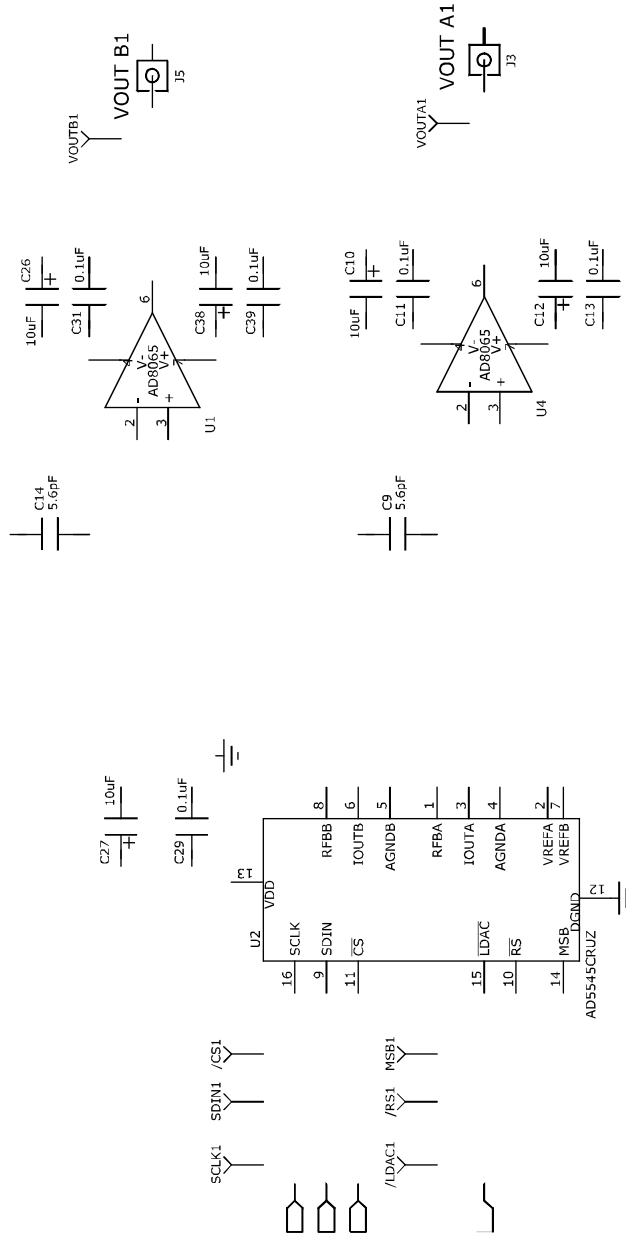 VOUT B1
J5
VOUTB1
VOUT A1
J3
VOUTA1
C26
10uF
+
C31
0.1uF
6
V-
4
V+
7
AD8065
-
2
+
3
U1
C38
10uF
+
C39
0.1uF
C10
10uF
+
C11
0.1uF
6
V-
4
V+
7
AD8065
-
2
+
3
U4
C12
10uF
+
C13
0.1uF
C14
5.6pF
C9
5.6pF
C27
10uF
+
C29
0.1uF
U2
13
VDD
RFBB 8
IOUTB 6
AGNDB 5
RFBA 1
IOUTA 3
AGNDA 4
VREFA 2
VREFB 7
12
DGND
16 SCLK
9 SDIN
11 CS
15 LDAC
10 RS
14 MSB
AD5545CRUZ
/CS1
SDIN1
SCLK1
MSB1
/RS1
/LDAC1